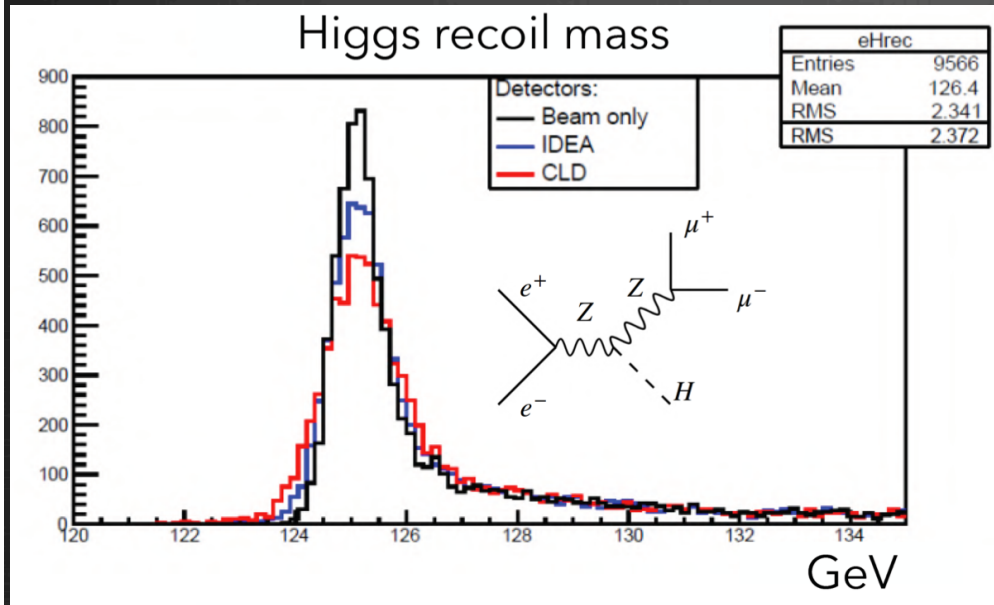 Higgs recoil mass
eHrec
Entries 9566
Mean 126.4
RMS 2.341
RMS 2.372
Detectors:
Beam only
IDEA
CLD
900
800
700
600
500
400
300
200
100
0
μ+
μ−
e+
Z
Z
e−
H
120 122 124 126 128 130 132 134
GeV